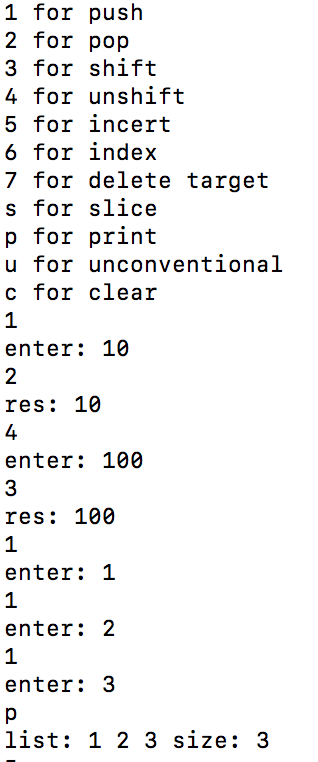 1 for push
2 for pop
3 for shift
4 for unshift
5 for incert
6 for index
7 for delete target
s for slice
p for print
u for unconventional
c for clear
1
enter: 10
2
res: 10
4
enter: 100
3
res: 100
1
enter: 1
1
enter: 2
1
enter: 3
p
list: 1 2 3 size: 3